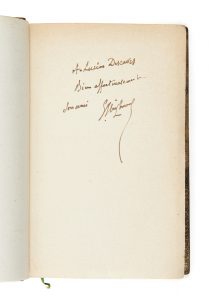 A Lucien Descaves
Bien affectueusement
son ami